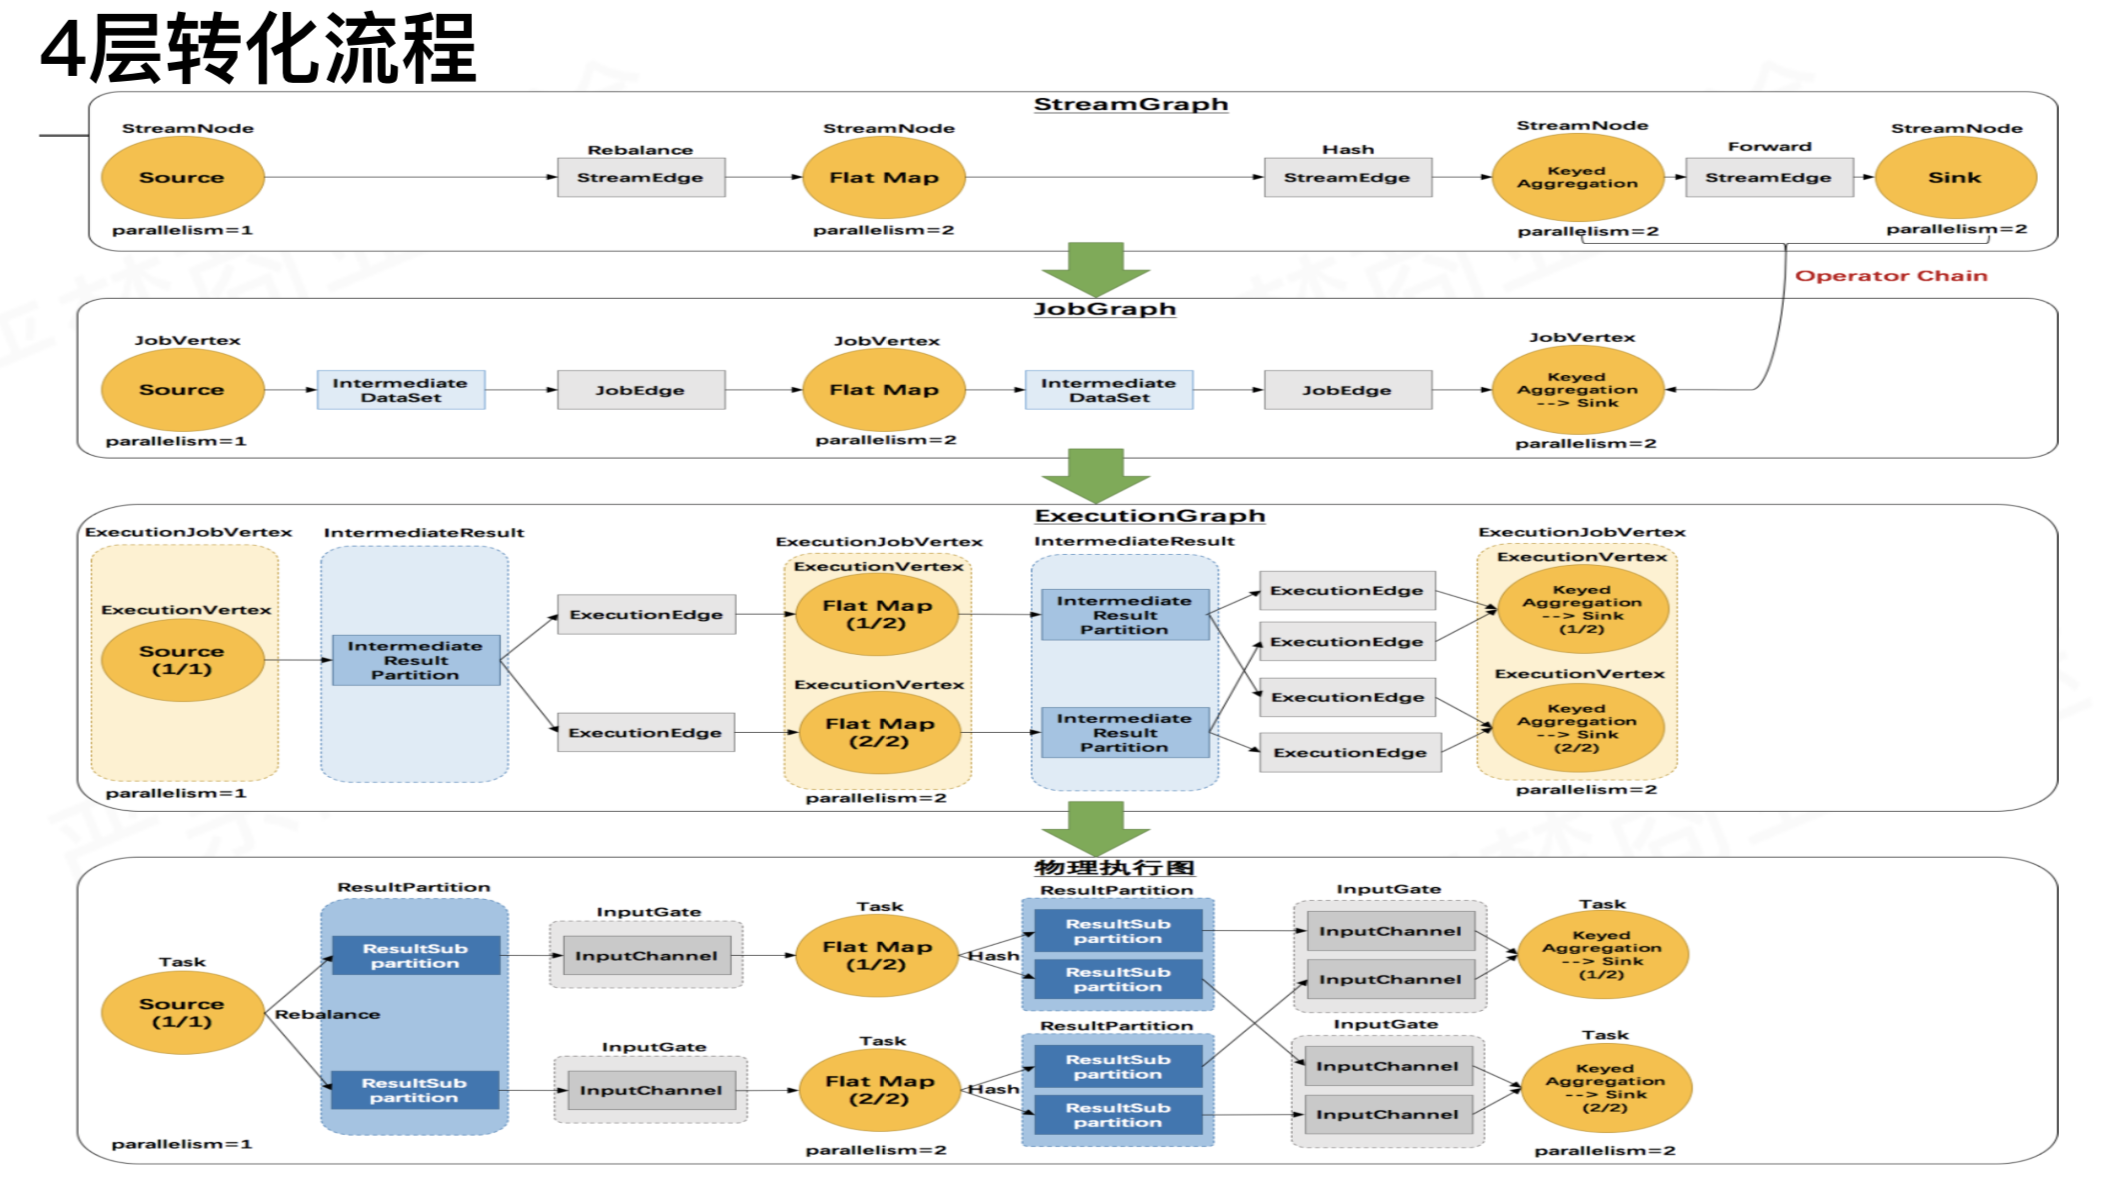 4层转化流程
StreamGraph
StreamNode
StreamNode
StreamNode
StreamNode
Rebalance
Hash
Forward
Source
StreamEdge
Flat Map
StreamEdge
Keyed
Aggregation
StreamEdge
Sink
parallelism=1
parallelism=2
parallelism=2
parallelism=2
Operator Chain
JobGraph
JobVertex
JobVertex
JobVertex
Source
Intermediate
DataSet
JobEdge
Flat Map
Intermediate
DataSet
JobEdge
Keyed
Aggregation
--> Sink
parallelism=1
parallelism=2
parallelism=2
ExecutionGraph
ExecutionJobVertex
IntermediateResult
ExecutionJobVertex
IntermediateResult
ExecutionJobVertex
ExecutionVertex
Source
(1/1)
Intermediate
Result
Partition
ExecutionEdge
ExecutionEdge
ExecutionVertex
Flat Map
(1/2)
ExecutionVertex
Flat Map
(2/2)
Intermediate
Result
Partition
Intermediate
Result
Partition
ExecutionEdge
ExecutionEdge
ExecutionEdge
ExecutionEdge
ExecutionVertex
Keyed
Aggregation
--> Sink
(1/2)
ExecutionVertex
Keyed
Aggregation
--> Sink
(2/2)
parallelism=1
parallelism=2
parallelism=2
物理执行图
Task
Source
(1/1)
Rebalance
ResultPartition
ResultSub
partition
ResultSub
partition
InputGate
InputChannel
InputGate
InputChannel
Task
Flat Map
(1/2)
Task
Flat Map
(2/2)
Hash
Hash
ResultPartition
ResultSub
partition
ResultSub
partition
ResultPartition
ResultSub
partition
ResultSub
partition
InputGate
InputChannel
InputChannel
InputGate
InputChannel
InputChannel
Task
Keyed
Aggregation
--> Sink
(1/2)
Task
Keyed
Aggregation
--> Sink
(2/2)
parallelism=1
parallelism=2
parallelism=2